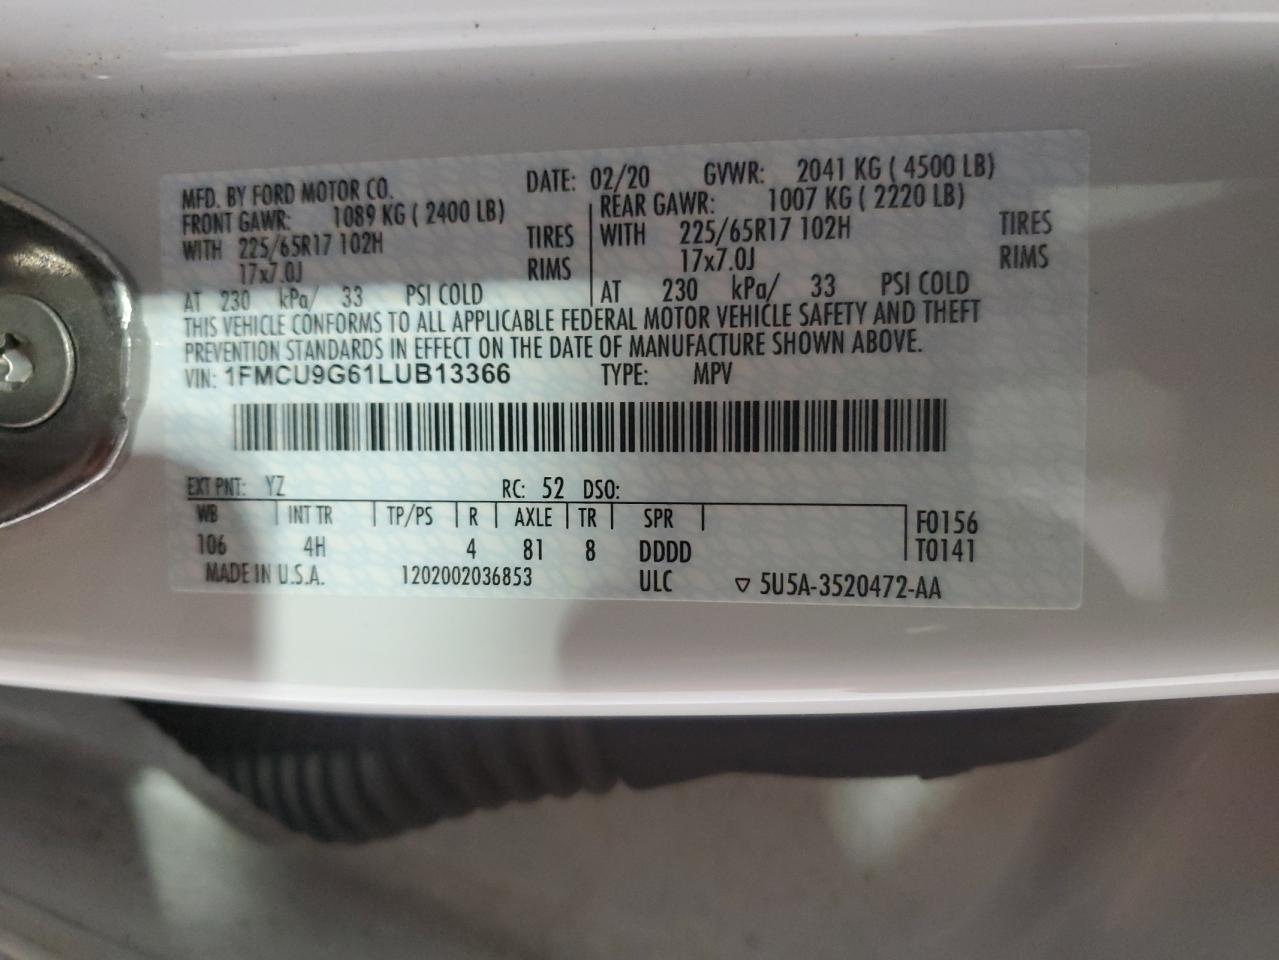 MFD. BY FORD MOTOR CO. DATE: 02/20 GVWR: 2041 KG ( 4500 LB)
FRONT GAWR: 1089 KG ( 2400 LB) REAR GAWR: 1007 KG ( 2220 LB)
WITH 225/65R17 102H TIRES WITH 225/65R17 102H TIRES
17x7.0J RIMS 17x7.0J RIMS
AT 230 kPa/ 33 PSI COLD AT 230 kPa/ 33 PSI COLD
THIS VEHICLE CONFORMS TO ALL APPLICABLE FEDERAL MOTOR VEHICLE SAFETY AND THEFT
PREVENTION STANDARDS IN EFFECT ON THE DATE OF MANUFACTURE SHOWN ABOVE.
VIN: 1FMCU9G61LUB13366 TYPE: MPV
EXT PNT: YZ RC: 52 DSO:
WB INT TR TP/PS R AXLE TR SPR F0156
106 4H 4 81 8 DDDD T0141
MADE IN U.S.A. 1202002036853 ULC ▽ 5U5A-3520472-AA